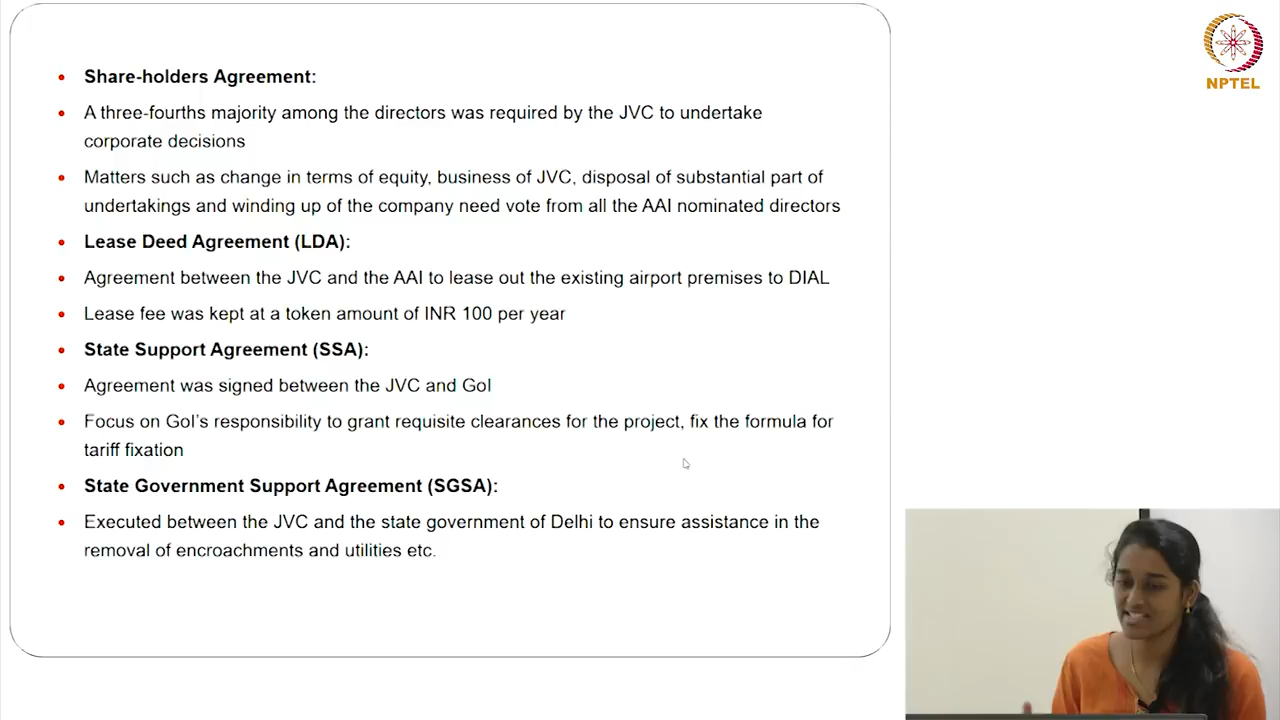 Share-holders Agreement:
A three-fourths majority among the directors was required by the JVC to undertake
corporate decisions
Matters such as change in terms of equity, business of JVC, disposal of substantial part of
undertakings and winding up of the company need vote from all the AAI nominated directors
Lease Deed Agreement (LDA):
Agreement between the JVC and the AAI to lease out the existing airport premises to DIAL
Lease fee was kept at a token amount of INR 100 per year
State Support Agreement (SSA):
Agreement was signed between the JVC and GoI
Focus on GoI's responsibility to grant requisite clearances for the project, fix the formula for
tariff fixation
State Government Support Agreement (SGSA):
Executed between the JVC and the state government of Delhi to ensure assistance in the
removal of encroachments and utilities etc.
NPTEL